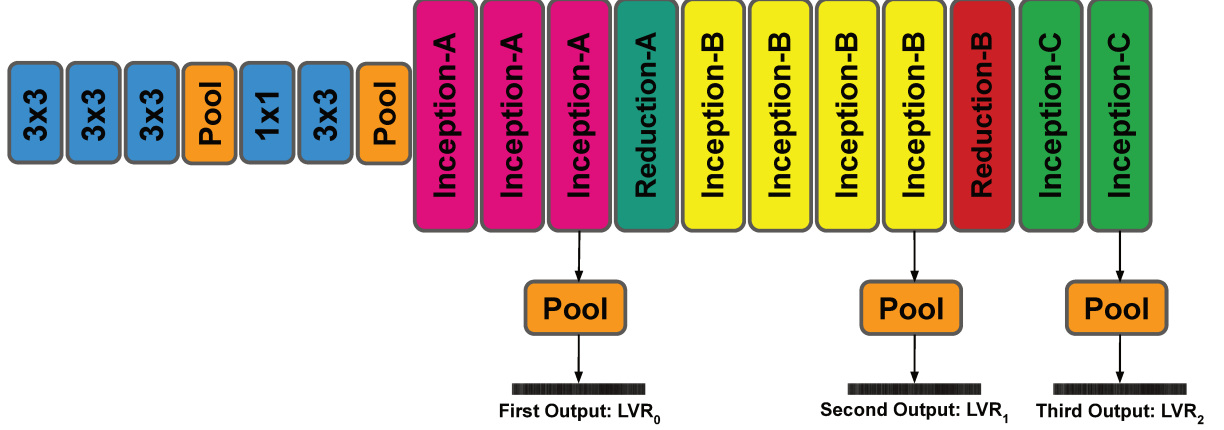 3x3
3x3
3x3
Pool
1x1
3x3
Pool
Inception-A
Inception-A
Inception-A
Reduction-A
Inception-B
Inception-B
Inception-B
Inception-B
Reduction-B
Inception-C
Inception-C
Pool
Pool
Pool
First Output: LVR₀
Second Output: LVR₁
Third Output: LVR₂